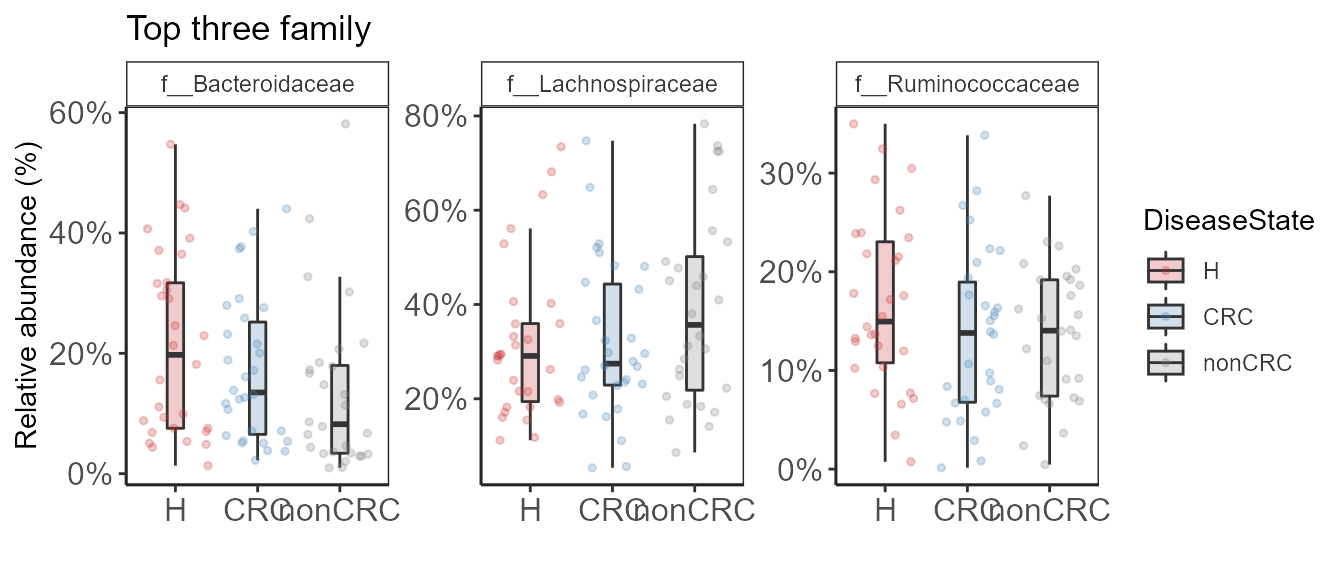 Top three family
f__Bacteroidaceae
f__Lachnospiraceae
f__Ruminococcaceae
Relative abundance (%)
60%
40%
20%
0%
80%
60%
40%
20%
30%
20%
10%
0%
H
CRC
nonCRC
H
CRC
nonCRC
H
CRC
nonCRC
DiseaseState
H
CRC
nonCRC